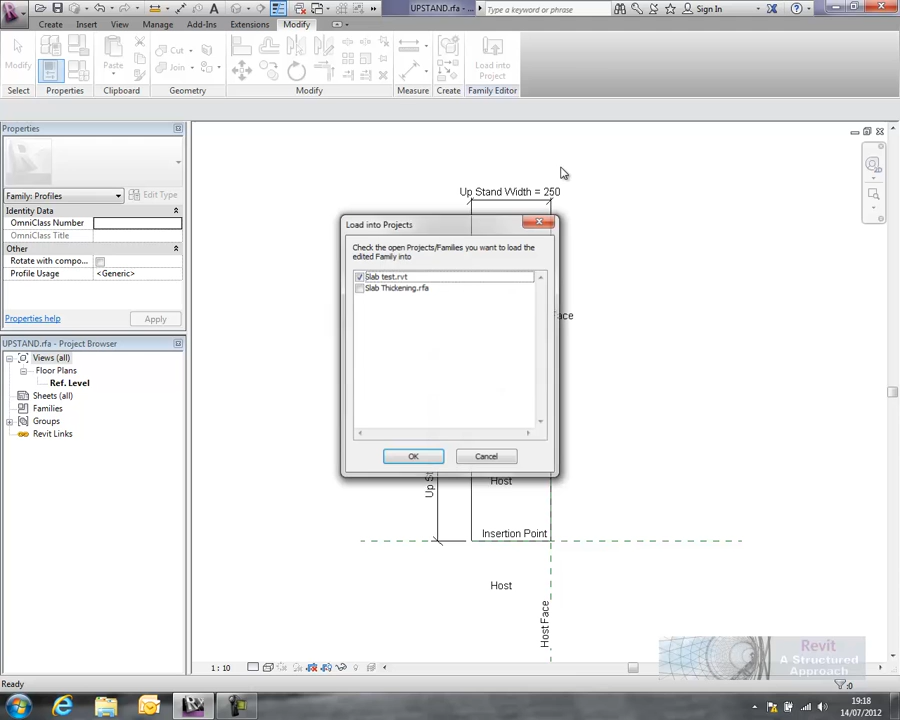 UPSTAND.rfa - ...
Type a keyword or phrase
Sign In
Create
Insert
View
Manage
Add-Ins
Extensions
Modify
Modify
Paste
Cut
Join
Load into
Project
Select
Properties
Clipboard
Geometry
Modify
Measure
Create
Family Editor
Properties
Family: Profiles
Edit Type
Identity Data
OmniClass Number
OmniClass Title
Other
Rotate with compo...
Profile Usage
<Generic>
Properties help
Apply
UPSTAND.rfa - Project Browser
Views (all)
Floor Plans
Ref. Level
Sheets (all)
Families
Groups
Revit Links
Up Stand Width = 250
Load into Projects
Check the open Projects/Families you want to load the
edited Family into
Slab test.rvt
Slab Thickening.rfa
OK
Cancel
Face
Up St
Host
Insertion Point
Host
Host Face
1 : 10
Revit
A Structured
Approach
Ready
:0
19:18
14/07/2012